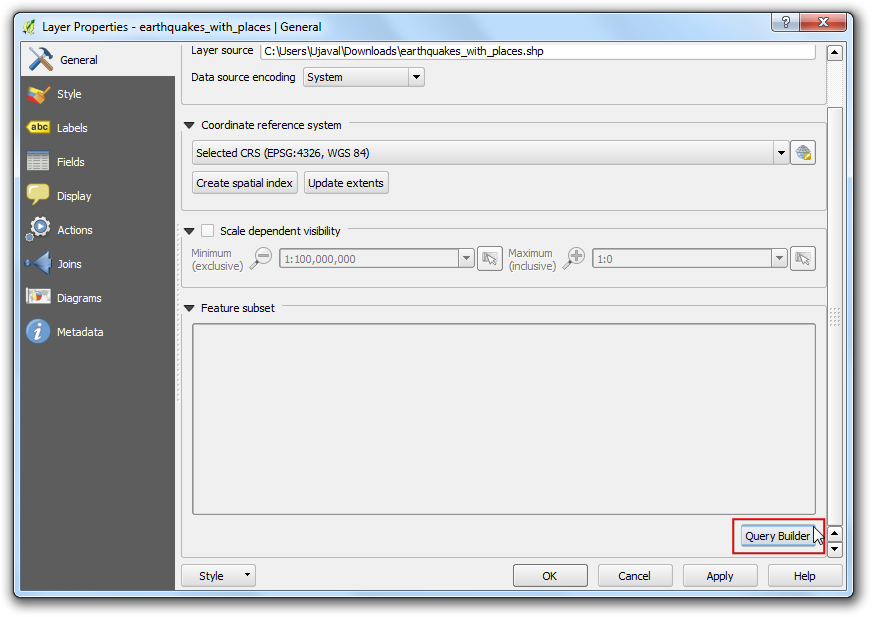 Layer Properties - earthquakes_with_places | General
?
General
Style
abc Labels
Fields
Display
Actions
Joins
Diagrams
i Metadata
Layer source C:\Users\Ujaval\Downloads\earthquakes_with_places.shp
Data source encoding System
Coordinate reference system
Selected CRS (EPSG:4326, WGS 84)
Create spatial index Update extents
Scale dependent visibility
Minimum (exclusive) 1:100,000,000 Maximum (inclusive) 1:0
Feature subset
Query Builder
Style OK Cancel Apply Help